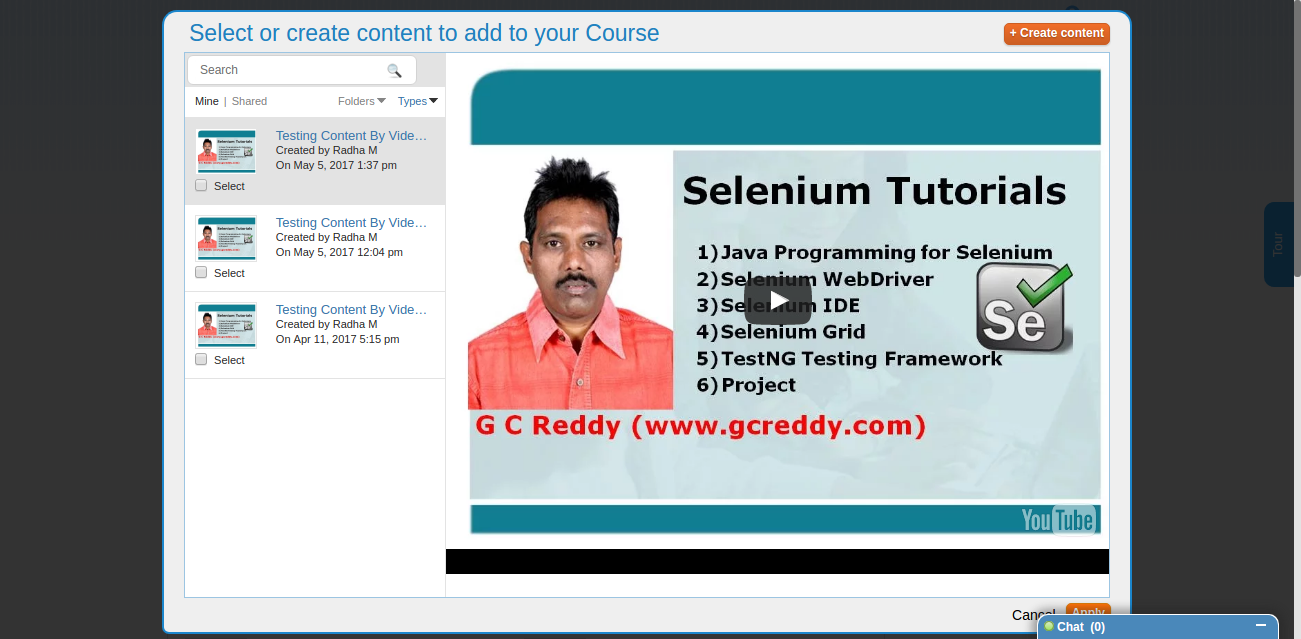 Select or create content to add to your Course
+ Create content
Search
Mine | Shared
Folders Types
Testing Content By Vide…
Created by Radha M
On May 5, 2017 1:37 pm
Select
Testing Content By Vide…
Created by Radha M
On May 5, 2017 12:04 pm
Select
Testing Content By Vide…
Created by Radha M
On Apr 11, 2017 5:15 pm
Select
Selenium Tutorials
1)Java Programming for Selenium
2)Selenium WebDriver
3)Selenium IDE
4)Selenium Grid
5)TestNG Testing Framework
6)Project
Se
G C Reddy (www.gcreddy.com)
YouTube
Tour
Cancel Apply
Chat (0)